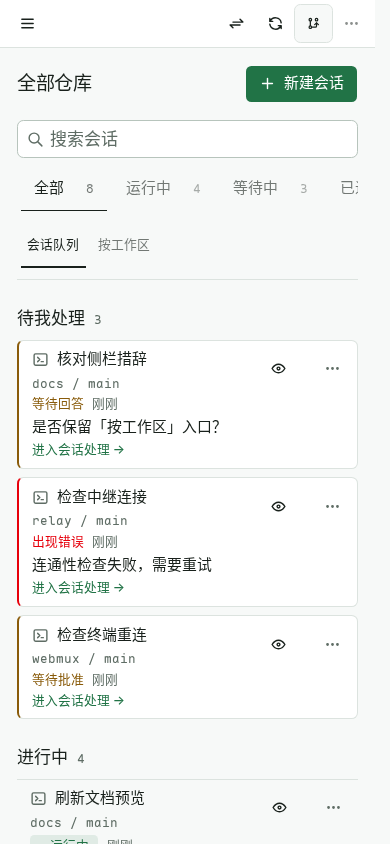 全部仓库
新建会话
搜索会话
全部 8 运行中 4 等待中 3
会话队列 按工作区
待我处理 3
核对侧栏措辞
docs / main
等待回答 刚刚
是否保留「按工作区」入口？
进入会话处理 →
检查中继连接
relay / main
出现错误 刚刚
连通性检查失败，需要重试
进入会话处理 →
检查终端重连
webmux / main
等待批准 刚刚
进入会话处理 →
进行中 4
刷新文档预览
docs / main
运行中 刚刚